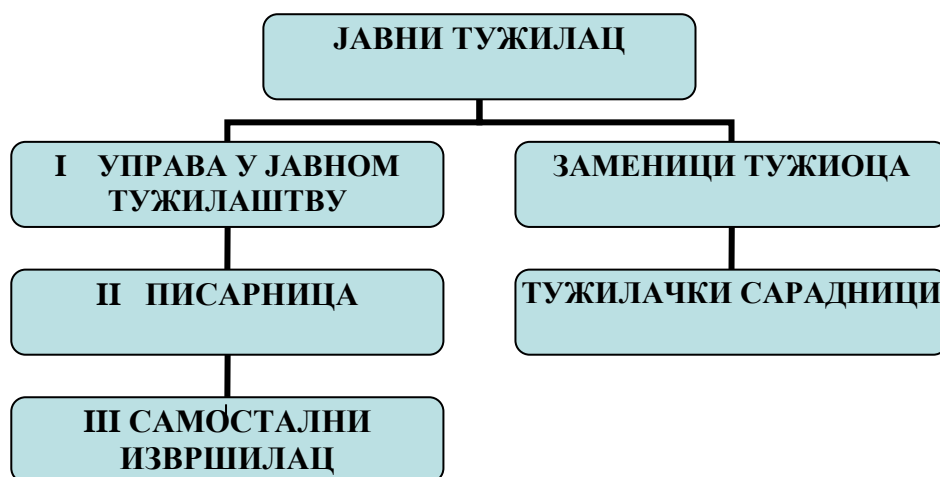 ЈАВНИ ТУЖИЛАЦ
I УПРАВА У ЈАВНОМ
ТУЖИЛАШТВУ
ЗАМЕНИЦИ ТУЖИОЦА
II ПИСАРНИЦА
ТУЖИЛАЧКИ САРАДНИЦИ
III САМОСТАЛНИ
ИЗВРШИЛАЦ